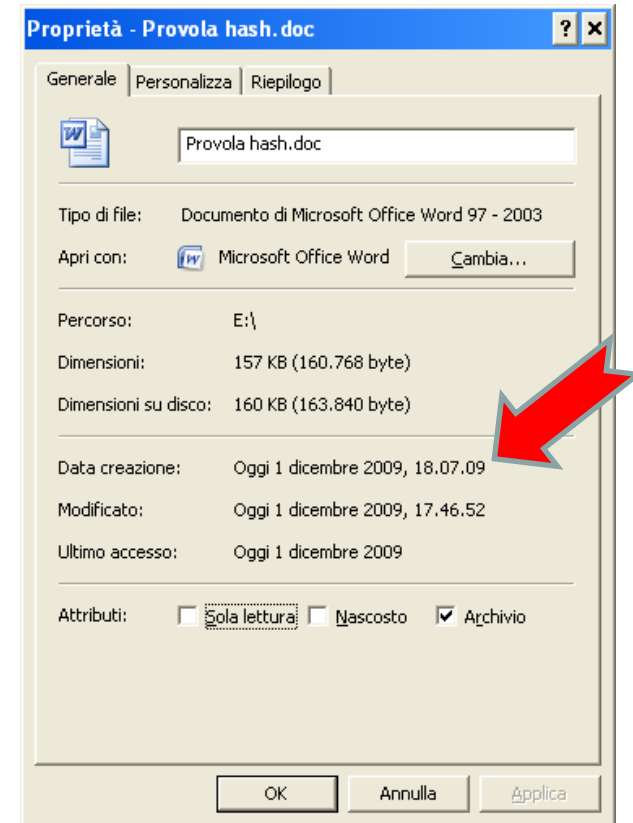 Proprietà - Provola hash.doc
Generale Personalizza Riepilogo
Provola hash.doc
Tipo di file: Documento di Microsoft Office Word 97 - 2003
Apri con: Microsoft Office Word Cambia...
Percorso: E:\
Dimensioni: 157 KB (160.768 byte)
Dimensioni su disco: 160 KB (163.840 byte)
Data creazione: Oggi 1 dicembre 2009, 18.07.09
Modificato: Oggi 1 dicembre 2009, 17.46.52
Ultimo accesso: Oggi 1 dicembre 2009
Attributi: Sola lettura Nascosto Archivio
OK Annulla Applica